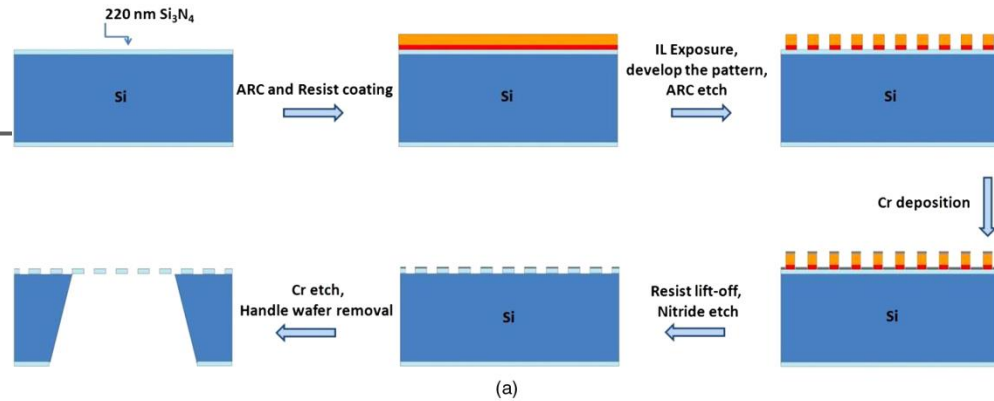 220 nm Si₃N₄
Si
ARC and Resist coating
IL Exposure,
develop the pattern,
ARC etch
Si
Cr deposition
Si
Resist lift-off,
Nitride etch
Si
Cr etch,
Handle wafer removal
(a)